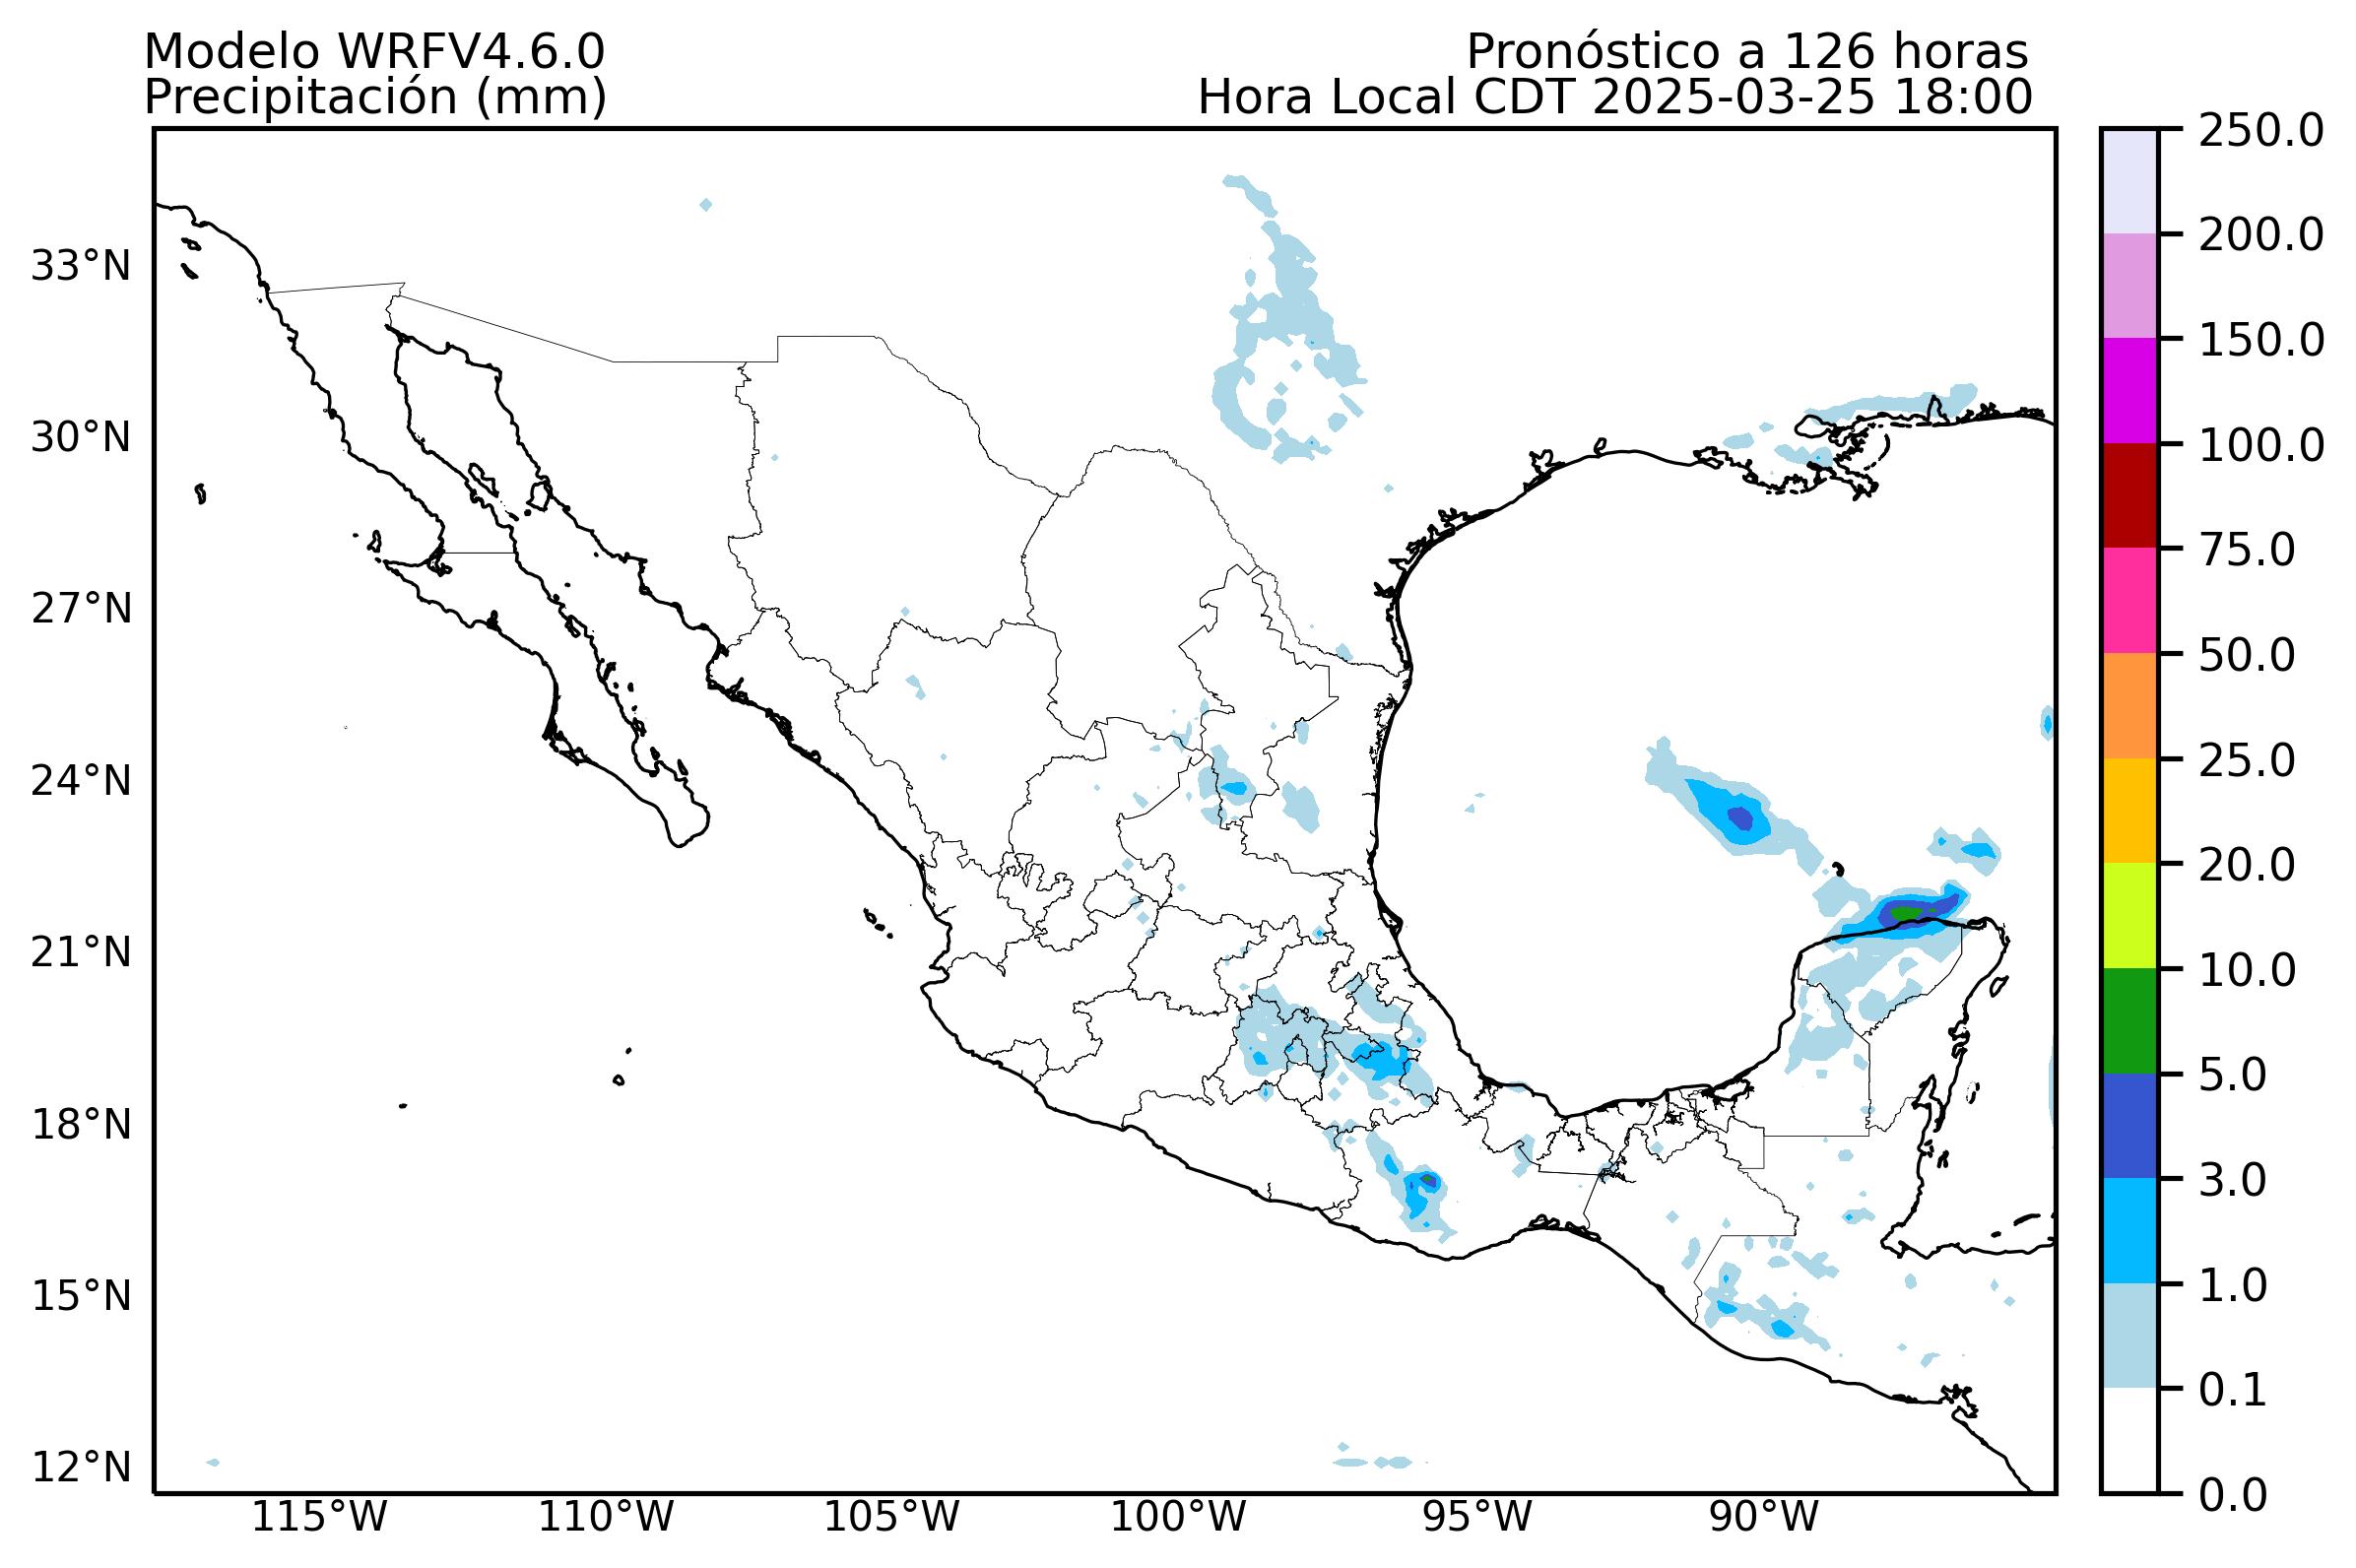 Modelo WRFV4.6.0
Precipitación (mm)
Pronóstico a 126 horas
Hora Local CDT 2025-03-25 18:00
33°N
30°N
27°N
24°N
21°N
18°N
15°N
12°N
115°W
110°W
105°W
100°W
95°W
90°W
250.0
200.0
150.0
100.0
75.0
50.0
25.0
20.0
10.0
5.0
3.0
1.0
0.1
0.0